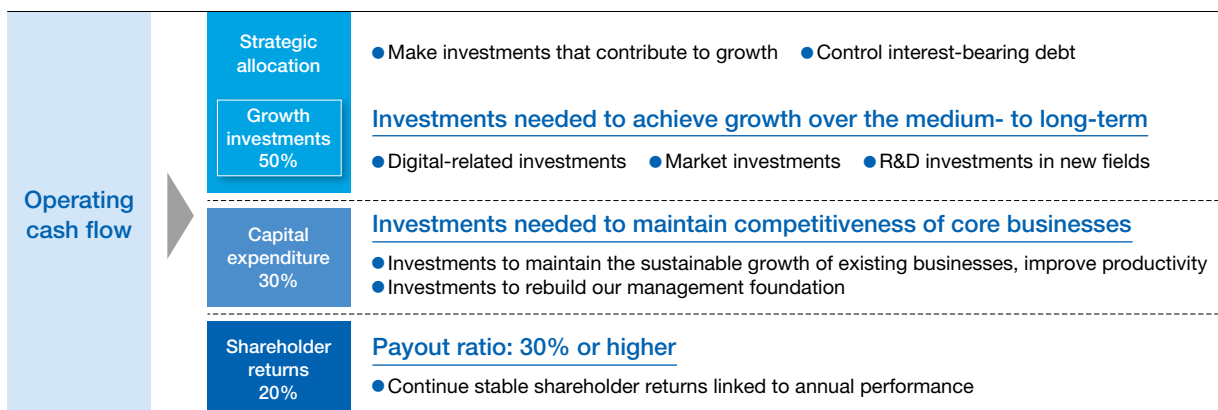 Operating
cash flow
Strategic
allocation
● Make investments that contribute to growth ● Control interest-bearing debt
Growth
investments
50%
Investments needed to achieve growth over the medium- to long-term
● Digital-related investments ● Market investments ● R&D investments in new fields
Capital
expenditure
30%
Investments needed to maintain competitiveness of core businesses
● Investments to maintain the sustainable growth of existing businesses, improve productivity
● Investments to rebuild our management foundation
Shareholder
returns
20%
Payout ratio: 30% or higher
● Continue stable shareholder returns linked to annual performance